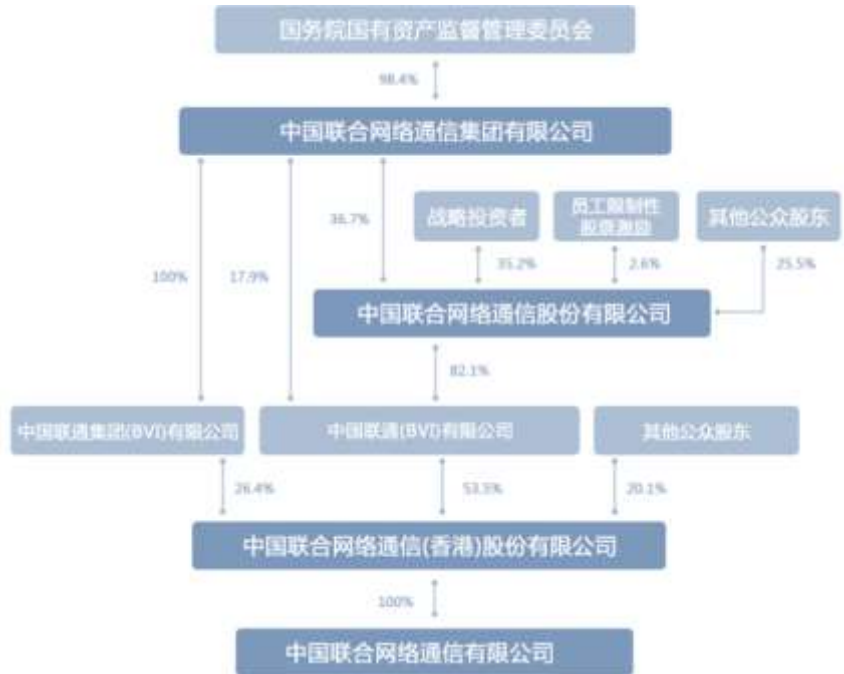 国务院国有资产监督管理委员会
98.4%
中国联合网络通信集团有限公司
36.7%
战略投资者
员工限制性
股票激励
其他公众股东
100%
17.9%
35.2%
2.6%
25.5%
中国联合网络通信股份有限公司
82.1%
中国联通集团(BVI)有限公司
中国联通(BVI)有限公司
其他公众股东
26.4%
53.5%
20.1%
中国联合网络通信(香港)股份有限公司
100%
中国联合网络通信有限公司